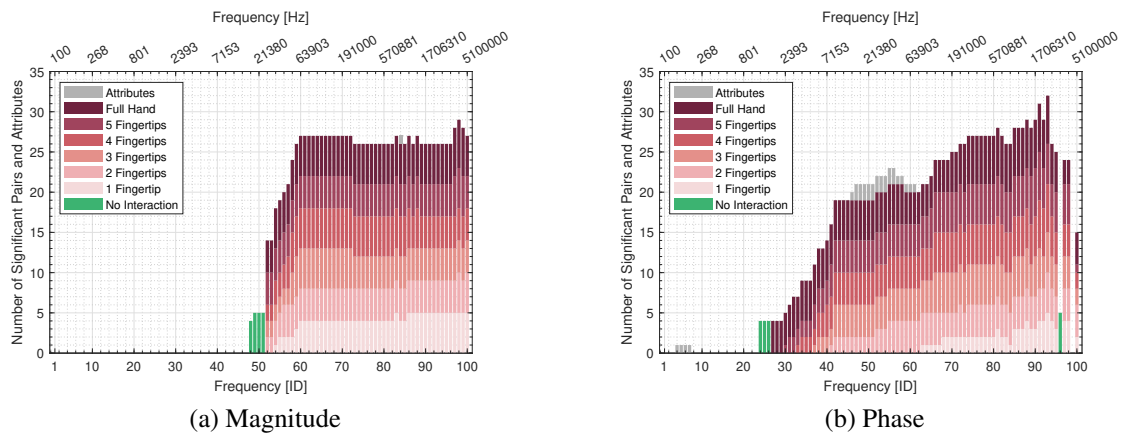 Frequency [Hz]
100 268 801 2393 7153 21380 63903 191000 570881 1706310 5100000
Number of Significant Pairs and Attributes
35
30
25
20
15
10
5
0
Attributes
Full Hand
5 Fingertips
4 Fingertips
3 Fingertips
2 Fingertips
1 Fingertip
No Interaction
1 10 20 30 40 50 60 70 80 90 100
Frequency [ID]
(a) Magnitude
Frequency [Hz]
100 268 801 2393 7153 21380 63903 191000 570881 1706310 5100000
Number of Significant Pairs and Attributes
35
30
25
20
15
10
5
0
Attributes
Full Hand
5 Fingertips
4 Fingertips
3 Fingertips
2 Fingertips
1 Fingertip
No Interaction
1 10 20 30 40 50 60 70 80 90 100
Frequency [ID]
(b) Phase